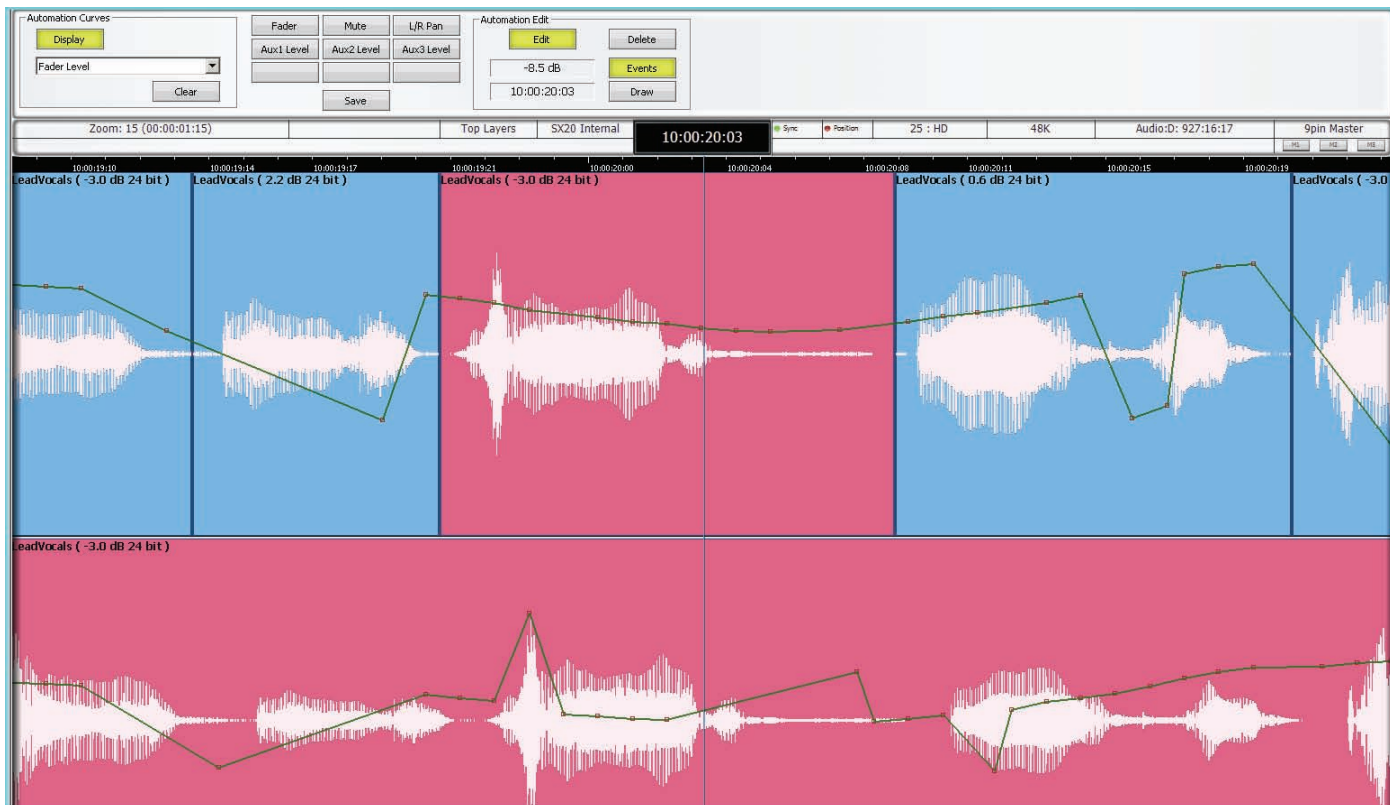 Automation Curves
Display
Fader Level
Clear
Fader Mute L/R Pan
Aux1 Level Aux2 Level Aux3 Level
Save
Automation Edit
Edit Delete
-8.5 dB Events
10:00:20:03 Draw
Zoom: 15 (00:00:01:15) Top Layers SX20 Internal 10:00:20:03 Sync Position 25 : HD 48K Audio:D: 927:16:17 9pin Master
M1 M2 M3
10:00:19:10 10:00:19:14 10:00:19:17 10:00:19:21 10:00:20:00 10:00:20:04 10:00:20:08 10:00:20:11 10:00:20:15 10:00:20:19
LeadVocals ( -3.0 dB 24 bit ) LeadVocals ( 2.2 dB 24 bit ) LeadVocals ( -3.0 dB 24 bit ) LeadVocals ( 0.6 dB 24 bit ) LeadVocals ( -3.0
LeadVocals ( -3.0 dB 24 bit )